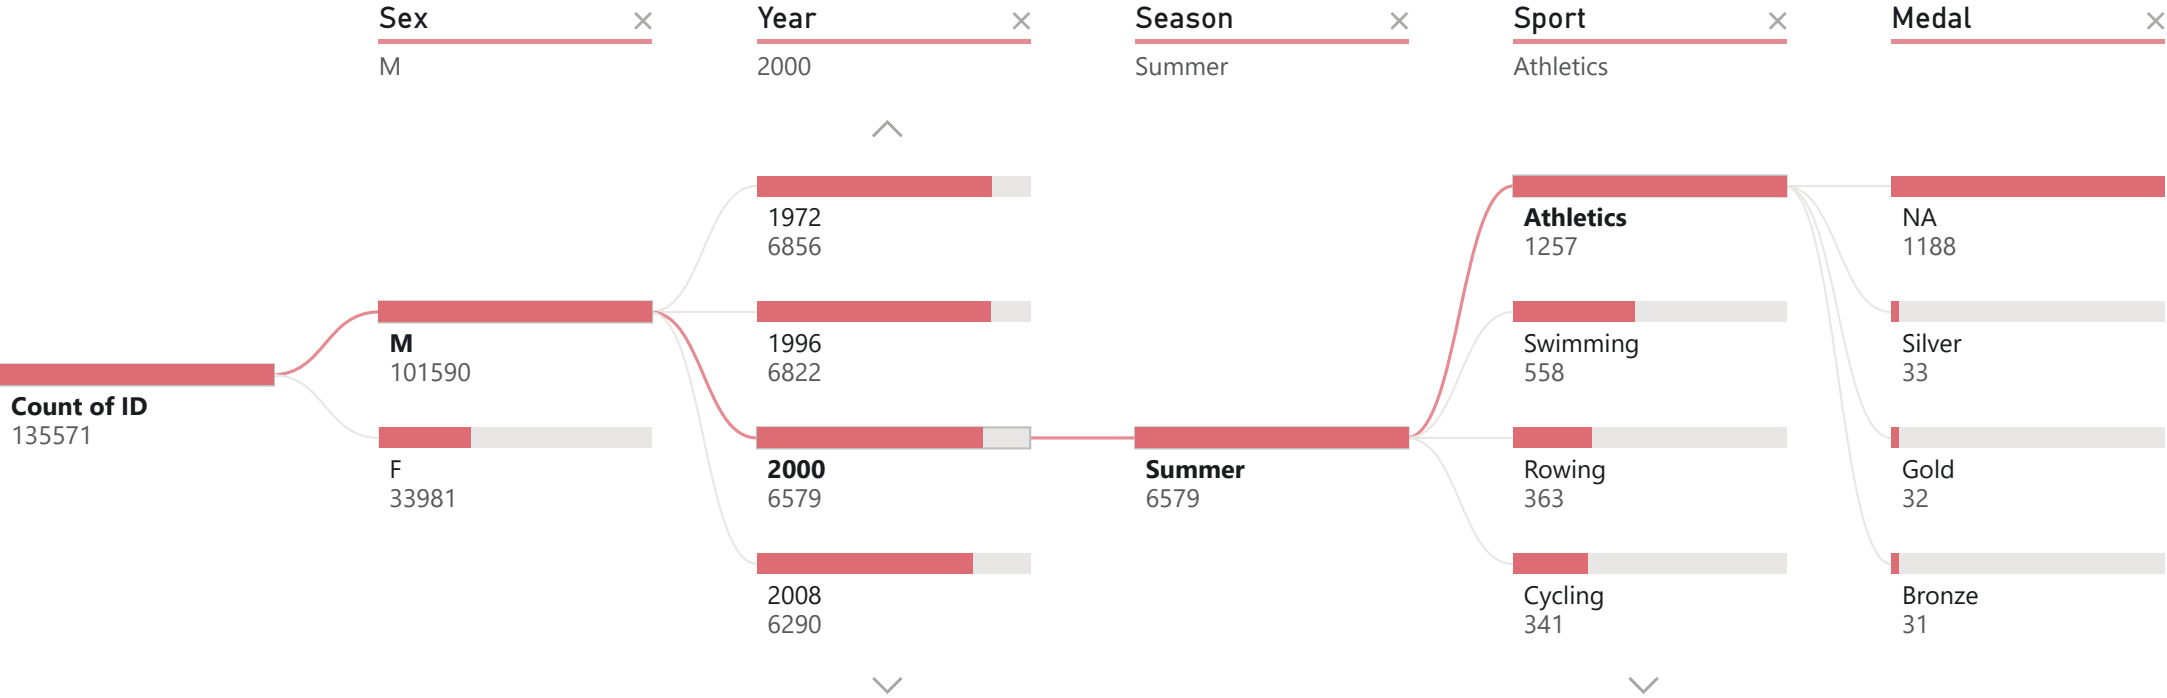 Sex
Year
Season
Sport
Medal
M
2000
Summer
Athletics
Count of ID
135571
M
101590
F
33981
1972
6856
1996
6822
2000
6579
2008
6290
Summer
6579
Athletics
1257
Swimming
558
Rowing
363
Cycling
341
NA
1188
Silver
33
Gold
32
Bronze
31